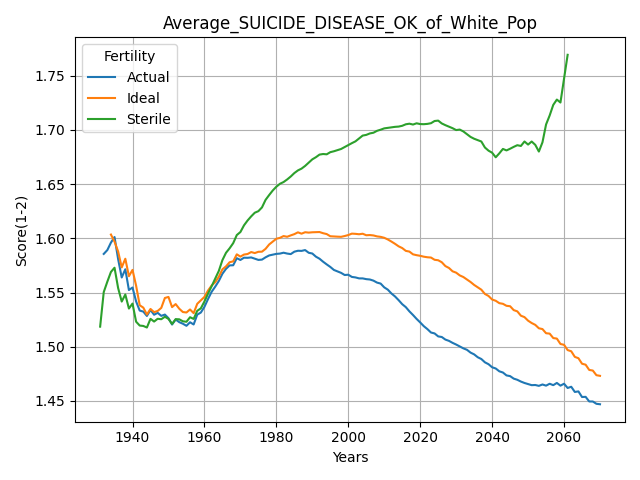 Average_SUICIDE_DISEASE_OK_of_White_Pop
Fertility
Actual
Ideal
Sterile
Score(1-2)
1.75
1.70
1.65
1.60
1.55
1.50
1.45
1940 1960 1980 2000 2020 2040 2060
Years